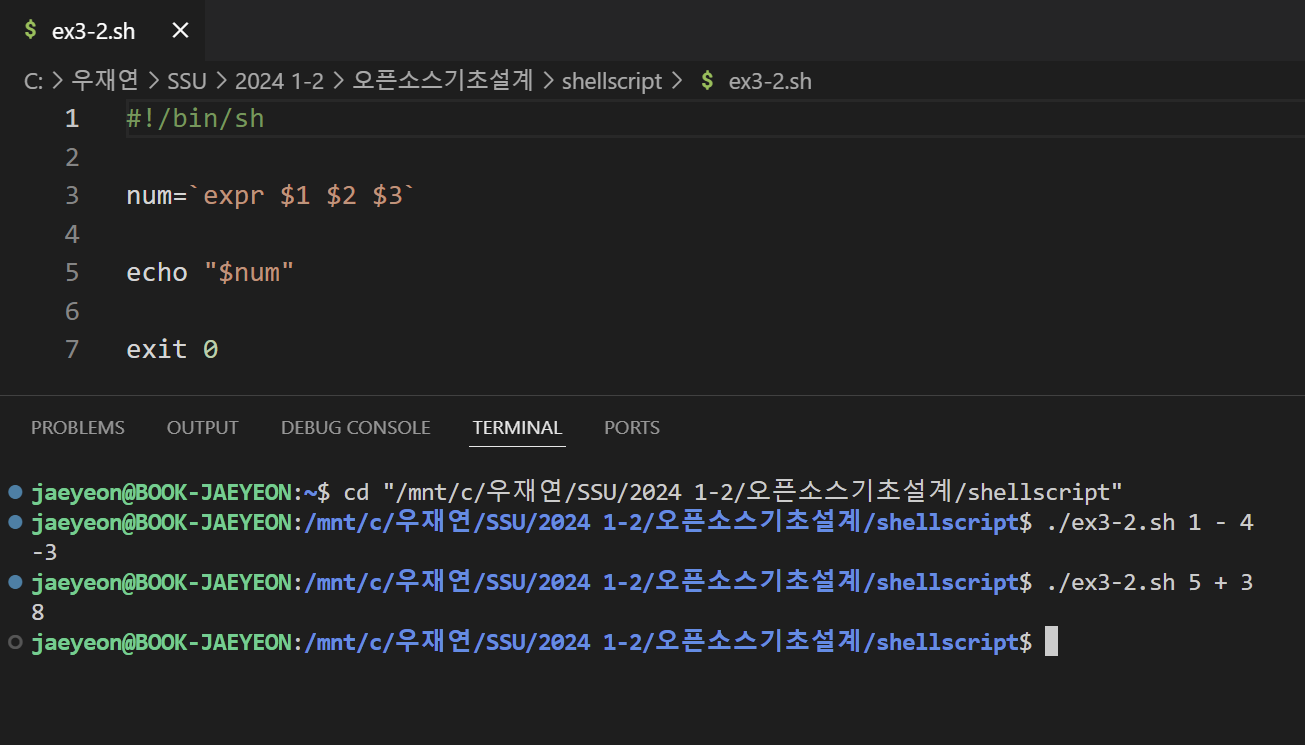 $ ex3-2.sh ×
C: > 우재연 > SSU > 2024 1-2 > 오픈소스기초설계 > shellscript > $ ex3-2.sh
1 #!/bin/sh
2
3 num=`expr $1 $2 $3`
4
5 echo "$num"
6
7 exit 0
PROBLEMS OUTPUT DEBUG CONSOLE TERMINAL PORTS
jaeyeon@BOOK-JAEYEON:~$ cd "/mnt/c/우재연/SSU/2024 1-2/오픈소스기초설계/shellscript"
jaeyeon@BOOK-JAEYEON:/mnt/c/우재연/SSU/2024 1-2/오픈소스기초설계/shellscript$ ./ex3-2.sh 1 - 4
-3
jaeyeon@BOOK-JAEYEON:/mnt/c/우재연/SSU/2024 1-2/오픈소스기초설계/shellscript$ ./ex3-2.sh 5 + 3
8
jaeyeon@BOOK-JAEYEON:/mnt/c/우재연/SSU/2024 1-2/오픈소스기초설계/shellscript$